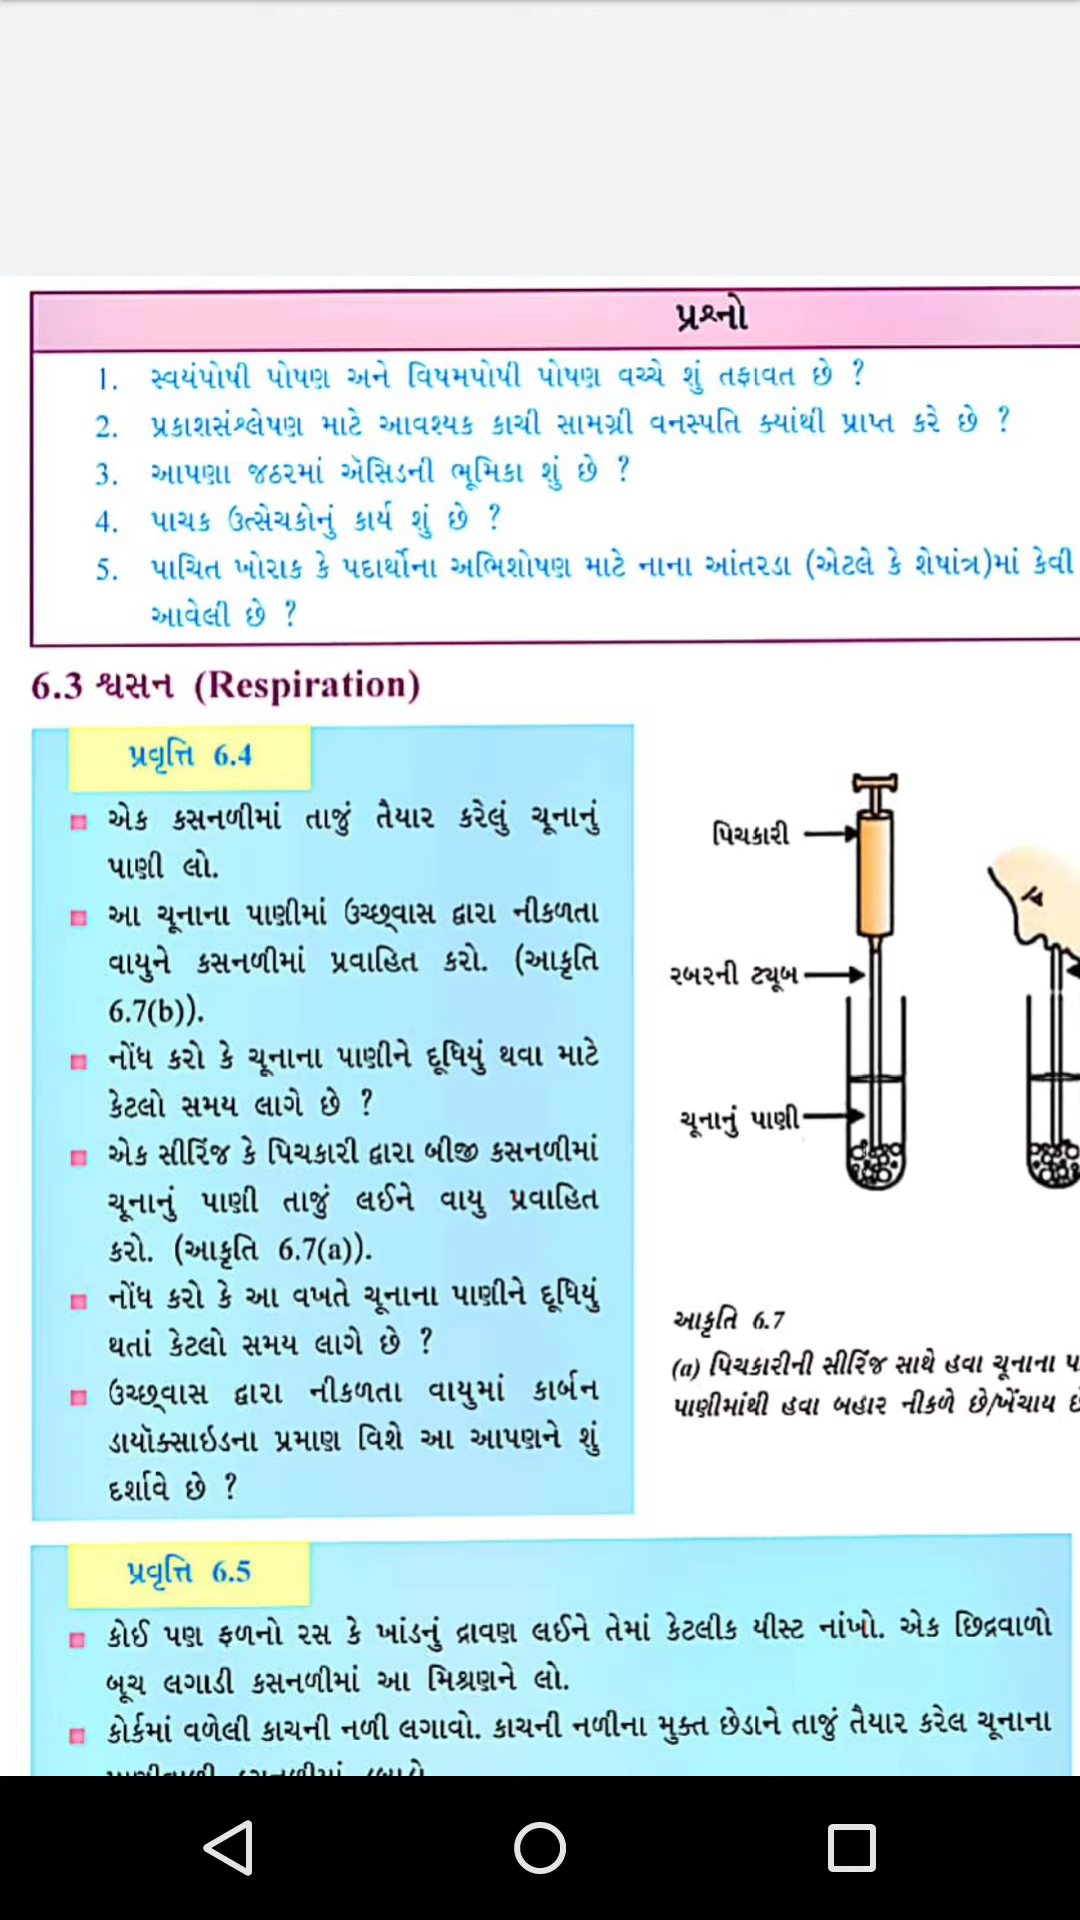 પ્રશ્નો
1. સ્વયંપોષી પોષણ અને વિષમપોષી પોષણ વચ્ચે શું તફાવત છે ?
2. પ્રકાશસંશ્લેષણ માટે આવશ્યક કાચી સામગ્રી વનસ્પતિ ક્યાંથી પ્રાપ્ત કરે છે ?
3. આપણા જઠરમાં ઍસિડની ભૂમિકા શું છે ?
4. પાચક ઉત્સેચકોનું કાર્ય શું છે ?
5. પાચિત ખોરાક કે પદાર્થોના અભિશોષણ માટે નાના આંતરડા (એટલે કે શેષાંત્ર)માં કેવી
આવેલી છે ?
6.3 શ્વસન (Respiration)
પ્રવૃત્તિ 6.4
એક કસનળીમાં તાજું તૈયાર કરેલું ચૂનાનું
પાણી લો.
આ ચૂનાના પાણીમાં ઉચ્છ્વાસ દ્વારા નીકળતા
વાયુને કસનળીમાં પ્રવાહિત કરો. (આકૃતિ
6.7(b)).
નોંધ કરો કે ચૂનાના પાણીને દૂધિયું થવા માટે
કેટલો સમય લાગે છે ?
એક સીરિંજ કે પિચકારી દ્વારા બીજી કસનળીમાં
ચૂનાનું પાણી તાજું લઈને વાયુ પ્રવાહિત
કરો. (આકૃતિ 6.7(a)).
નોંધ કરો કે આ વખતે ચૂનાના પાણીને દૂધિયું
થતાં કેટલો સમય લાગે છે ?
ઉચ્છ્વાસ દ્વારા નીકળતા વાયુમાં કાર્બન
ડાયૉક્સાઇડના પ્રમાણ વિશે આ આપણને શું
દર્શાવે છે ?
પિચકારી
રબરની ટ્યૂબ
ચૂનાનું પાણી
આકૃતિ 6.7
(a) પિચકારીની સીરિંજ સાથે હવા ચૂનાના
પાણીમાંથી હવા બહાર નીકળે છે/ખેંચાય
પ્રવૃત્તિ 6.5
કોઈ પણ ફળનો રસ કે ખાંડનું દ્રાવણ લઈને તેમાં કેટલીક યીસ્ટ નાંખો. એક છિદ્રવાળો
બૂચ લગાડી કસનળીમાં આ મિશ્રણને લો.
કોર્કમાં વળેલી કાચની નળી લગાવો. કાચની નળીના મુક્ત છેડાને તાજું તૈયાર કરેલ ચૂનાના